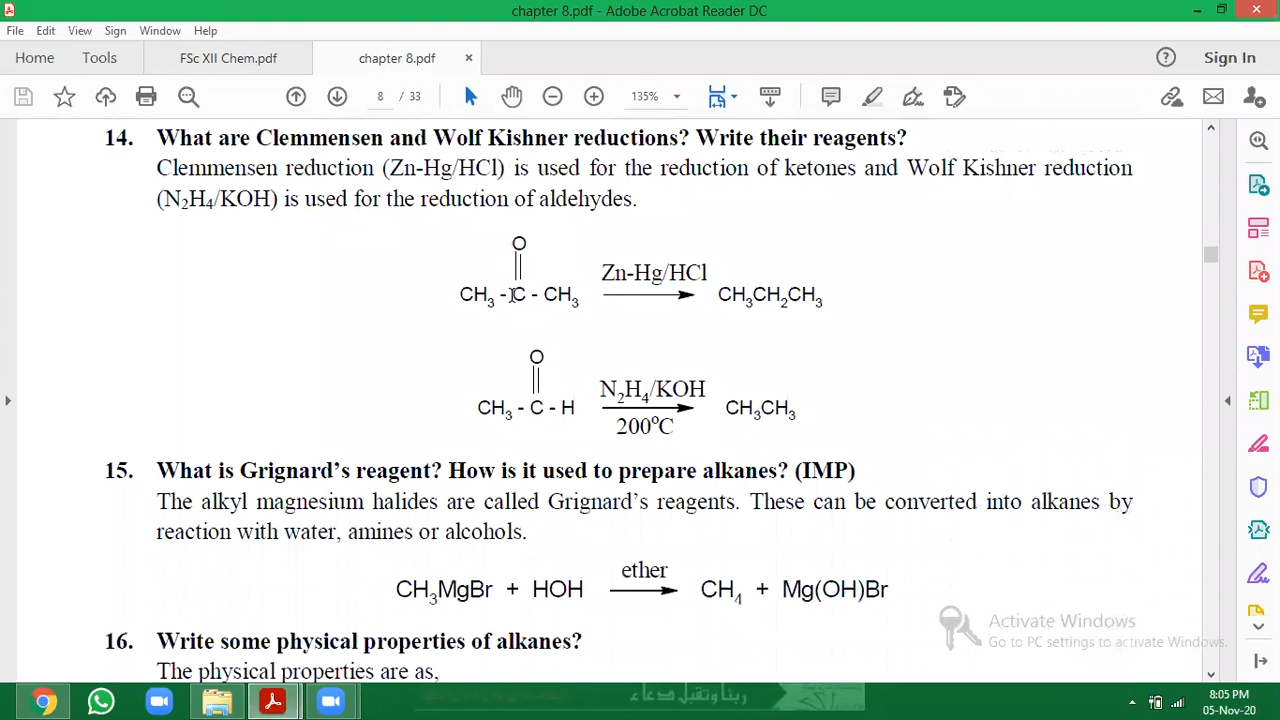 chapter 8.pdf - Adobe Acrobat Reader DC
File Edit View Sign Window Help
Home Tools FSc XII Chem.pdf chapter 8.pdf × Sign In
8 / 33 135%
14. What are Clemmensen and Wolf Kishner reductions? Write their reagents?
Clemmensen reduction (Zn-Hg/HCl) is used for the reduction of ketones and Wolf Kishner reduction
(N₂H₄/KOH) is used for the reduction of aldehydes.
O
Zn-Hg/HCl
CH₃ - C - CH₃ CH₃CH₂CH₃
O
N₂H₄/KOH
CH₃ - C - H CH₃CH₃
200°C
15. What is Grignard’s reagent? How is it used to prepare alkanes? (IMP)
The alkyl magnesium halides are called Grignard’s reagents. These can be converted into alkanes by
reaction with water, amines or alcohols.
ether
CH₃MgBr + HOH CH₄ + Mg(OH)Br
Activate Windows
Go to PC settings to activate Windows.
16. Write some physical properties of alkanes?
The physical properties are as,
ربنا وتقبل دعاء
8:05 PM
05-Nov-20